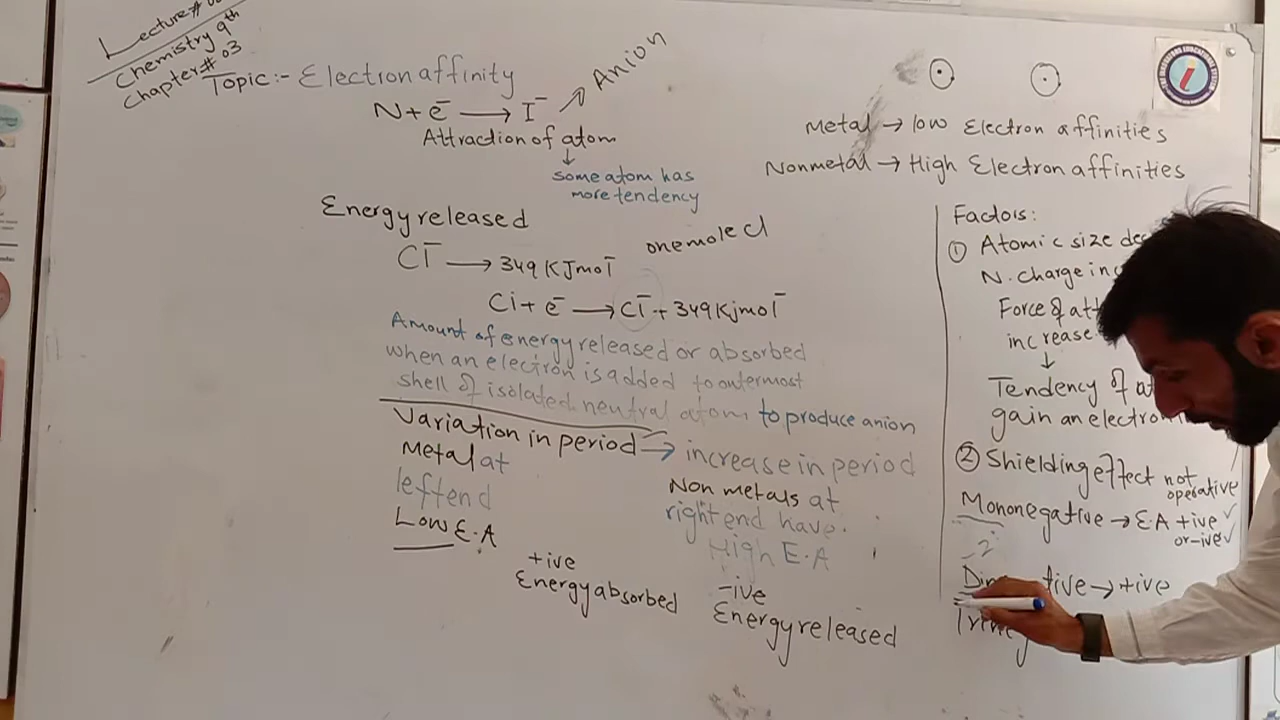 Lecture#
Chemistry 9th
Chapter# 03
Topic:- Electron affinity
N + e⁻ → I⁻ ↗ Anion
Attraction of atom
↓
some atom has
more tendency
Energy released
Cl⁻ → 349 KJmol⁻
one mole Cl
Cl + e⁻ → Cl⁻ + 349 Kjmol⁻
Amount of energy released or absorbed
when an electron is added to outermost
shell of isolated neutral atom to produce anion
Variation in period → increase in period
Metal at
left end
Low E.A
+ive
Energy absorbed
Non metals at
right end have
High E.A
-ive
Energy released
Metal → low Electron affinities
Nonmetal → High Electron affinities
Factors:
① Atomic size
N. charge
Force of
increase
↓
Tendency of
gain an electron
② Shielding effect not
operative
Mononegative → E.A +ive ✓
or -ive ✓
-2
tive → +ive